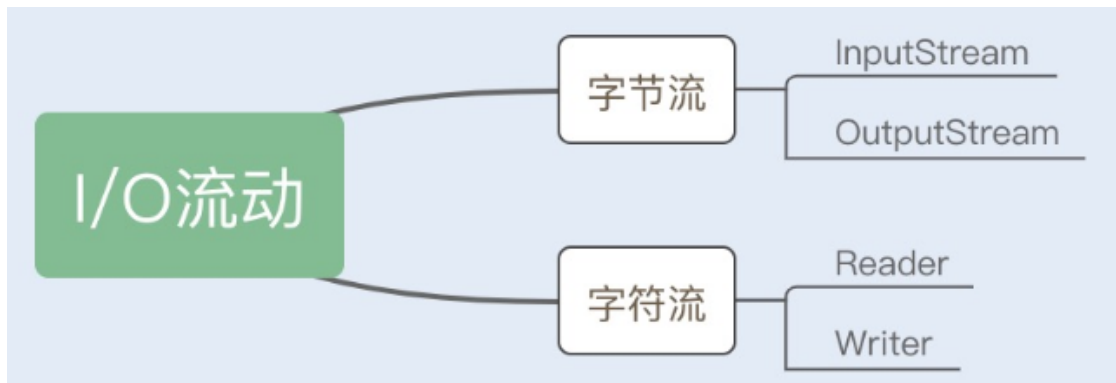 I/O流动
字节流
InputStream
OutputStream
字符流
Reader
Writer